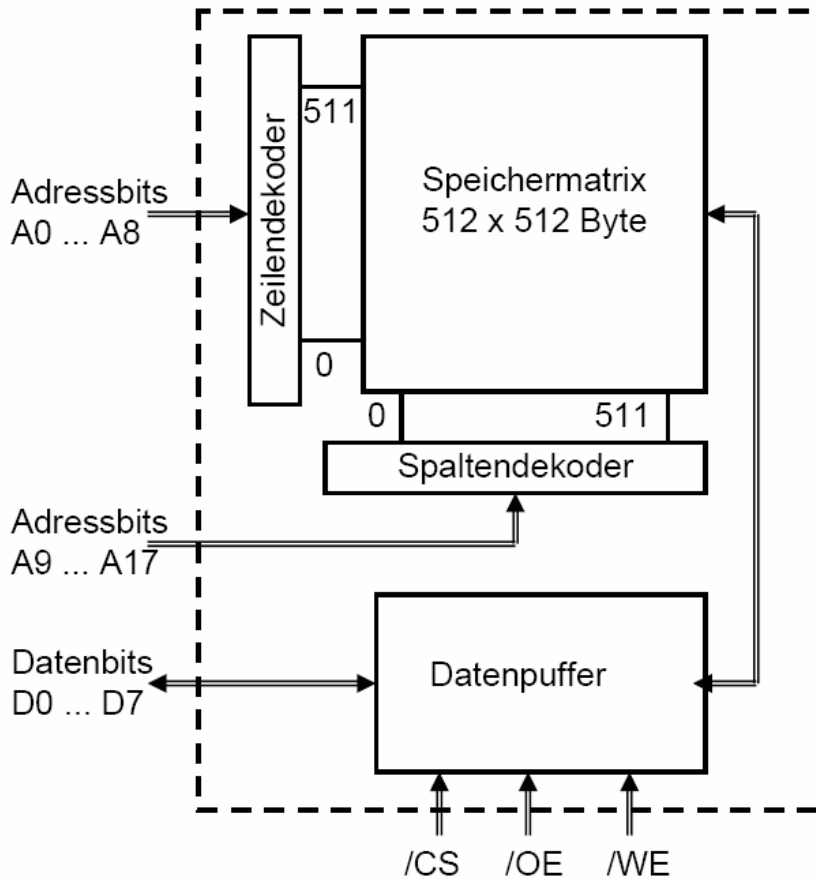 Zeilendekoder
511
0
Speichermatrix
512 x 512 Byte
Adressbits
A0 ... A8
0
511
Spaltendekoder
Adressbits
A9 ... A17
Datenbits
D0 ... D7
Datenpuffer
/CS
/OE
/WE